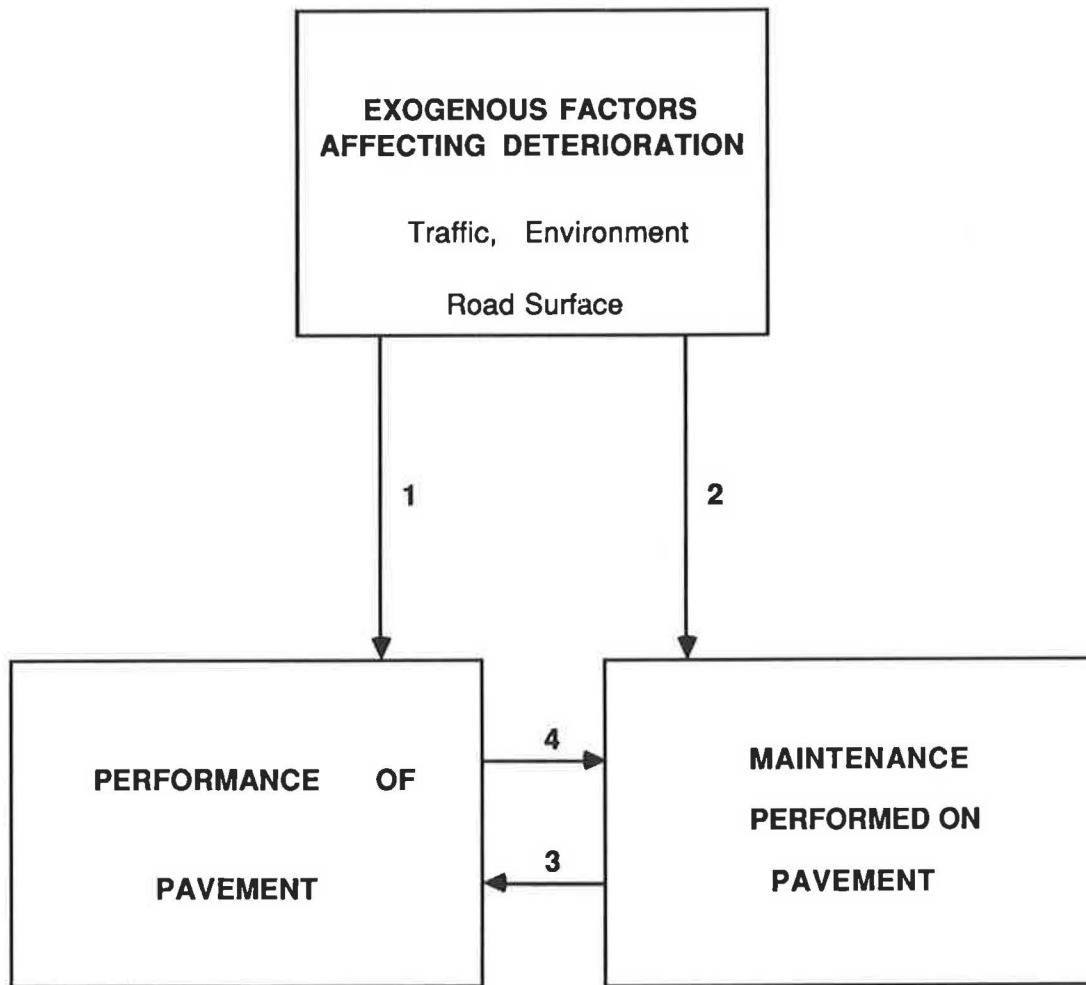 EXOGENOUS FACTORS
AFFECTING DETERIORATION
Traffic, Environment
Road Surface
1
2
4
3
PERFORMANCE OF
PAVEMENT
MAINTENANCE
PERFORMED ON
PAVEMENT